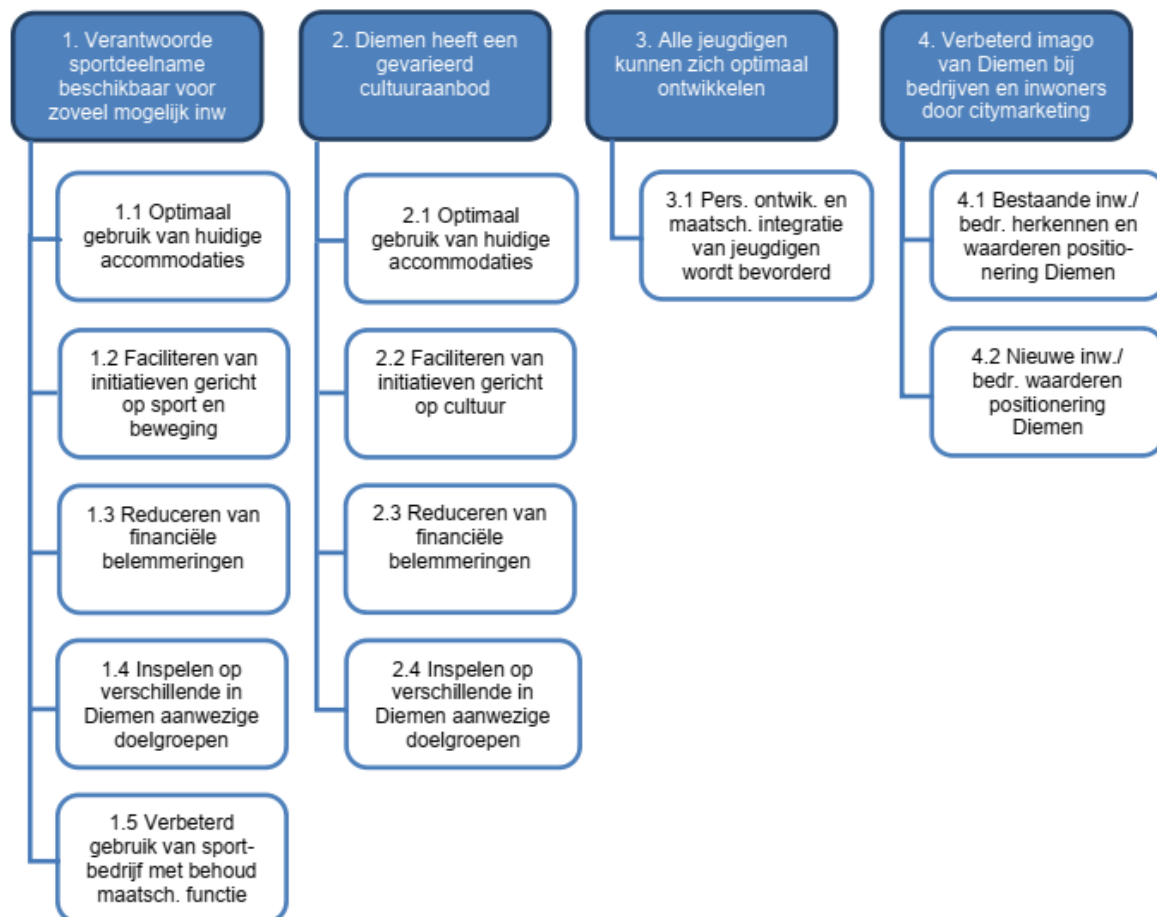 1. Verantwoorde
sportdeelname
beschikbaar voor
zoveel mogelijk inw
1.1 Optimaal
gebruik van huidige
accommodaties
1.2 Faciliteren van
initiatieven gericht
op sport en
beweging
1.3 Reduceren van
financiële
belemmeringen
1.4 Inspelen op
verschillende in
Diemen aanwezige
doelgroepen
1.5 Verbeterd
gebruik van sport-
bedrijf met behoud
maatsch. functie
2. Diemen heeft een
gevarieerd
cultuuraanbod
2.1 Optimaal
gebruik van huidige
accommodaties
2.2 Faciliteren van
initiatieven gericht
op cultuur
2.3 Reduceren van
financiële
belemmeringen
2.4 Inspelen op
verschillende in
Diemen aanwezige
doelgroepen
3. Alle jeugdigen
kunnen zich optimaal
ontwikkelen
3.1 Pers. ontwik. en
maatsch. integratie
van jeugdigen
wordt bevorderd
4. Verbeterd imago
van Diemen bij
bedrijven en inwoners
door citymarketing
4.1 Bestaande inw./
bedr. herkennen en
waarderen positio-
nering Diemen
4.2 Nieuwe inw./
bedr. waarderen
positionering
Diemen